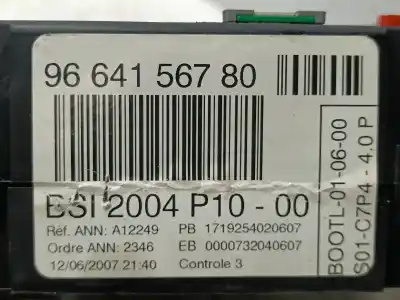 96 641 567 80
BSI 2004 P10 - 00
Réf. ANN: A12249 PB 1719254020607
Ordre ANN: 2346 EB 0000732040607
12/06/2007 21:40 Controle 3
BOOTL-01-06-00
S01-C7P4 - 4.0 P